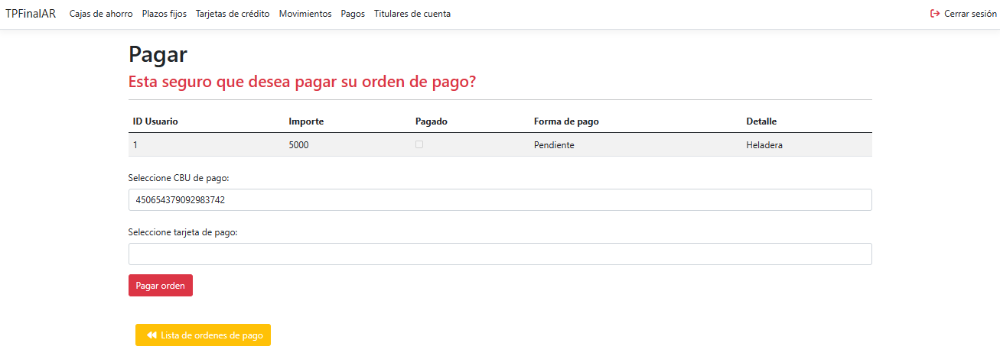 TPFinalAR Cajas de ahorro Plazos fijos Tarjetas de crédito Movimientos Pagos Titulares de cuenta Cerrar sesión
Pagar
Esta seguro que desea pagar su orden de pago?
ID Usuario Importe Pagado Forma de pago Detalle
1 5000 Pendiente Heladera
Seleccione CBU de pago:
450654379092983742
Seleccione tarjeta de pago:
Pagar orden
Lista de ordenes de pago